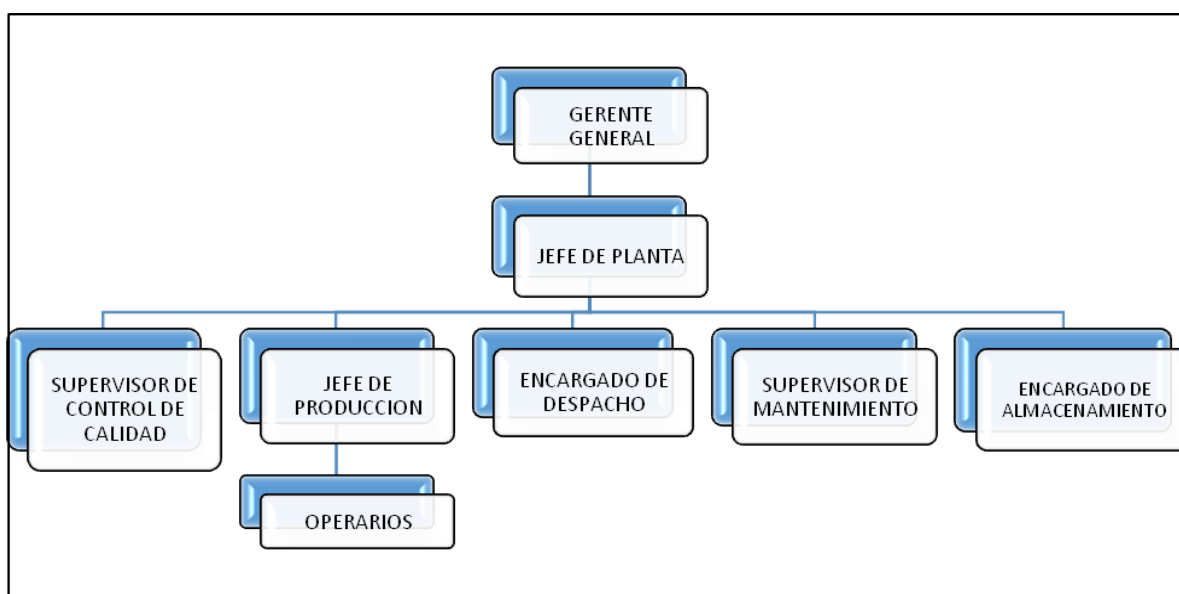 GERENTE
GENERAL
JEFE DE PLANTA
SUPERVISOR DE
CONTROL DE
CALIDAD
JEFE DE
PRODUCCION
ENCARGADO DE
DESPACHO
SUPERVISOR DE
MANTENIMIENTO
ENCARGADO DE
ALMACENAMIENTO
OPERARIOS